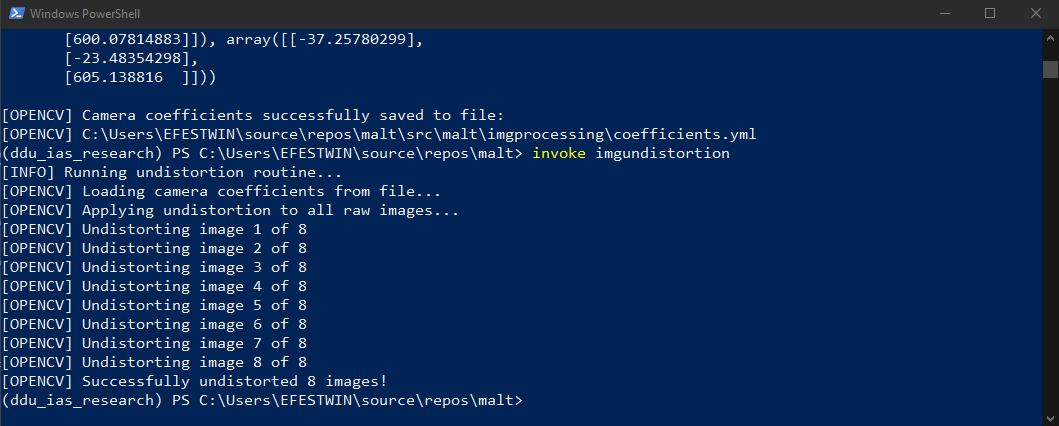 Windows PowerShell
[600.07814883]]), array([[-37.25780299],
[-23.48354298],
[605.138816  ]]))
[OPENCV] Camera coefficients successfully saved to file:
[OPENCV] C:\Users\EFESTWIN\source\repos\malt\src\malt\imgprocessing\coefficients.yml
(ddu_ias_research) PS C:\Users\EFESTWIN\source\repos\malt> invoke imgundistortion
[INFO] Running undistortion routine...
[OPENCV] Loading camera coefficients from file...
[OPENCV] Applying undistortion to all raw images...
[OPENCV] Undistorting image 1 of 8
[OPENCV] Undistorting image 2 of 8
[OPENCV] Undistorting image 3 of 8
[OPENCV] Undistorting image 4 of 8
[OPENCV] Undistorting image 5 of 8
[OPENCV] Undistorting image 6 of 8
[OPENCV] Undistorting image 7 of 8
[OPENCV] Undistorting image 8 of 8
[OPENCV] Successfully undistorted 8 images!
(ddu_ias_research) PS C:\Users\EFESTWIN\source\repos\malt>